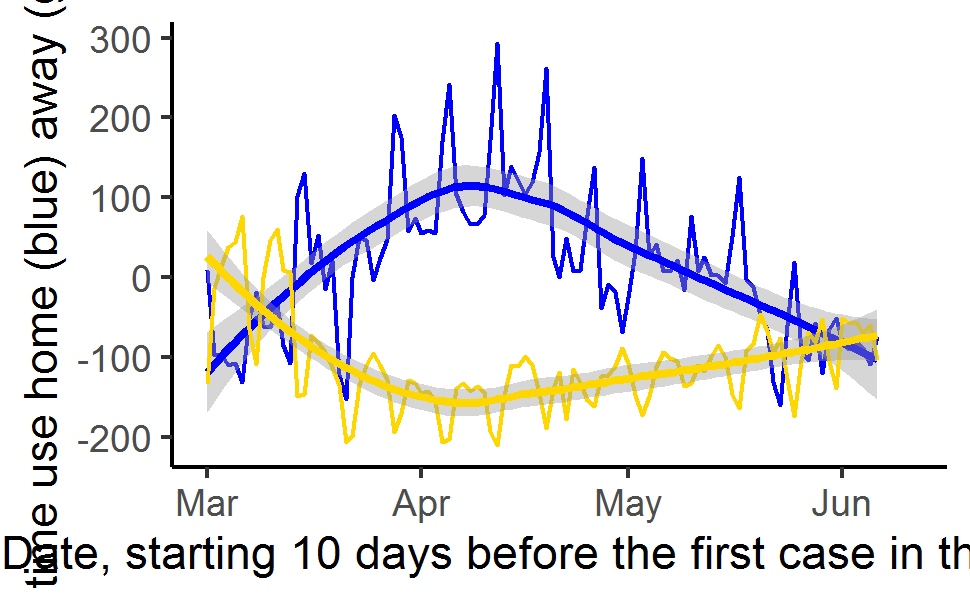 time use home (blue) away (
300
200
100
0
-100
-200
Mar Apr May Jun
Date, starting 10 days before the first case in th